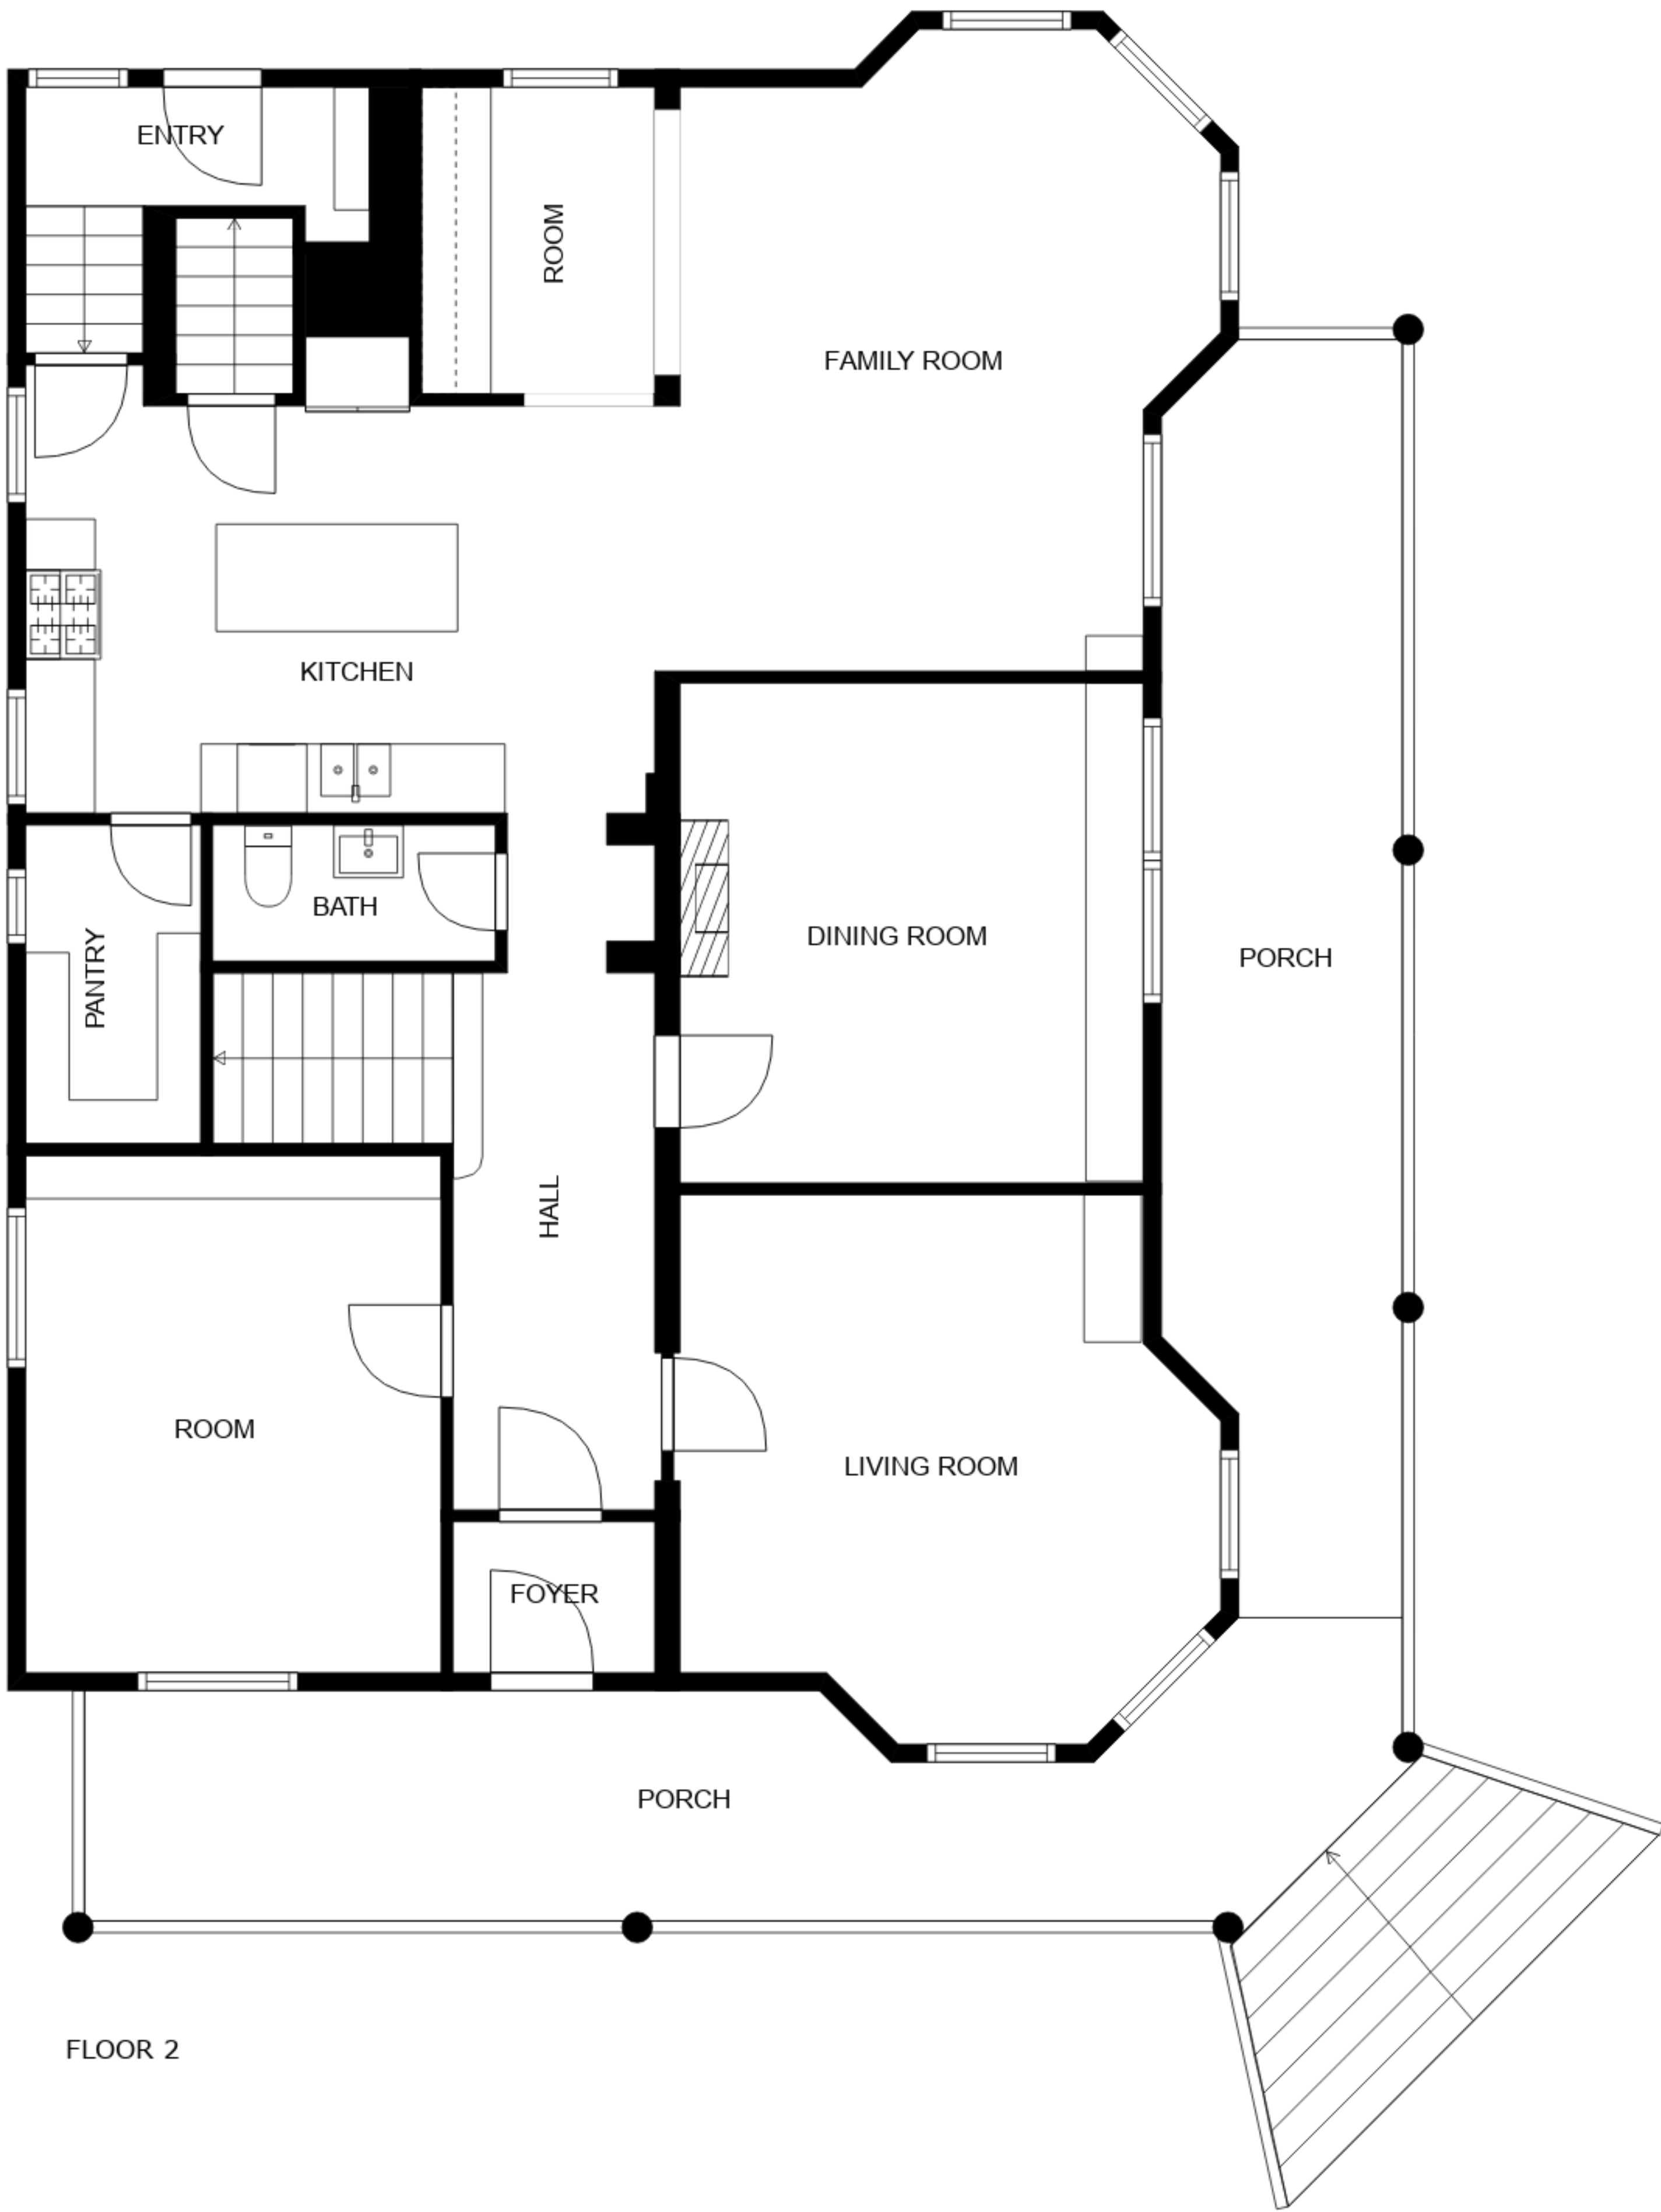 ENTRY
ROOM
FAMILY ROOM
KITCHEN
BATH
PANTRY
DINING ROOM
PORCH
HALL
ROOM
LIVING ROOM
FOYER
PORCH
FLOOR 2